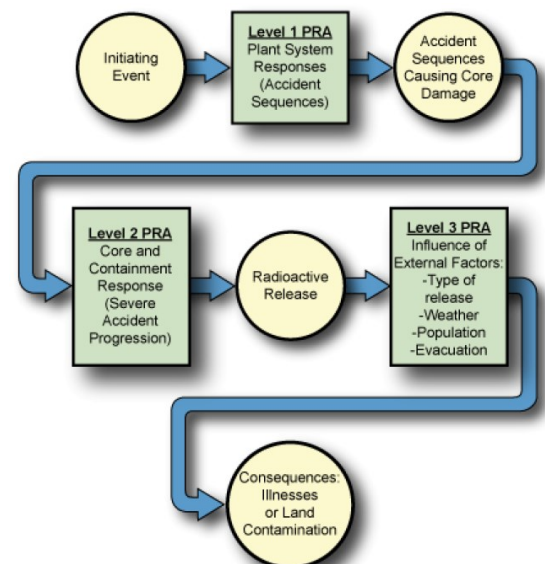 Initiating
Event
Level 1 PRA
Plant System
Responses
(Accident
Sequences)
Accident
Sequences
Causing Core
Damage
Level 2 PRA
Core and
Containment
Response
(Severe
Accident
Progression)
Radioactive
Release
Level 3 PRA
Influence of
External Factors:
-Type of
release
-Weather
-Population
-Evacuation
Consequences:
Illnesses
or Land
Contamination